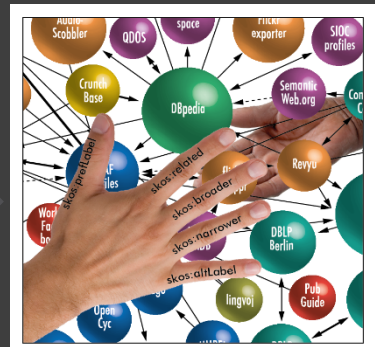 Audio-
Scobbler
QDOS
space
Flickr
exporter
SIOC
profiles
Crunch
Base
DBpedia
Semantic
Web.org
skos:prefLabel
skos:related
skos:broader
skos:narrower
skos:altLabel
Revyu
DBLP
Berlin
lingvoj
Pub
Guide
Open
Cyc